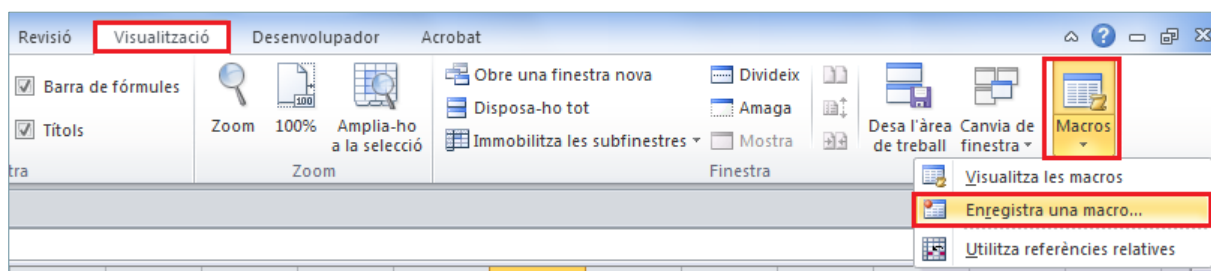 Revisió Visualització Desenvolupador Acrobat
Barra de fórmules
Títols
tra
Zoom
100%
100
Amplia-ho
a la selecció
Zoom
Obre una finestra nova
Disposa-ho tot
Immobilitza les subfinestres
Divideix
Amaga
Mostra
Desa l'àrea
de treball
Canvia de
finestra
Finestra
Macros
Visualitza les macros
Enregistra una macro...
Utilitza referències relatives